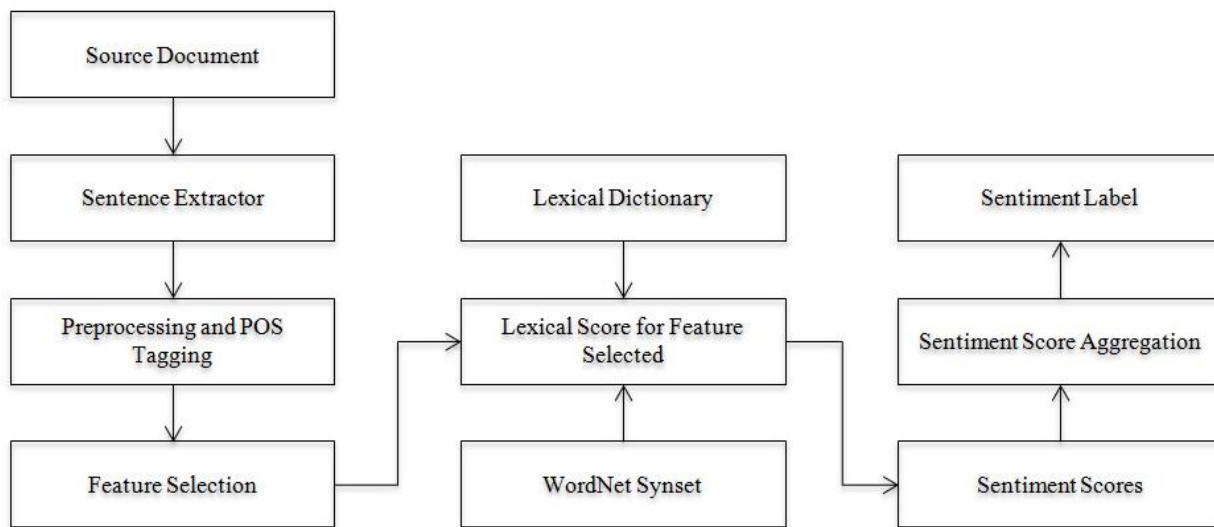 Source Document
Sentence Extractor
Preprocessing and POS
Tagging
Feature Selection
Lexical Dictionary
Lexical Score for Feature
Selected
WordNet Synset
Sentiment Label
Sentiment Score Aggregation
Sentiment Scores